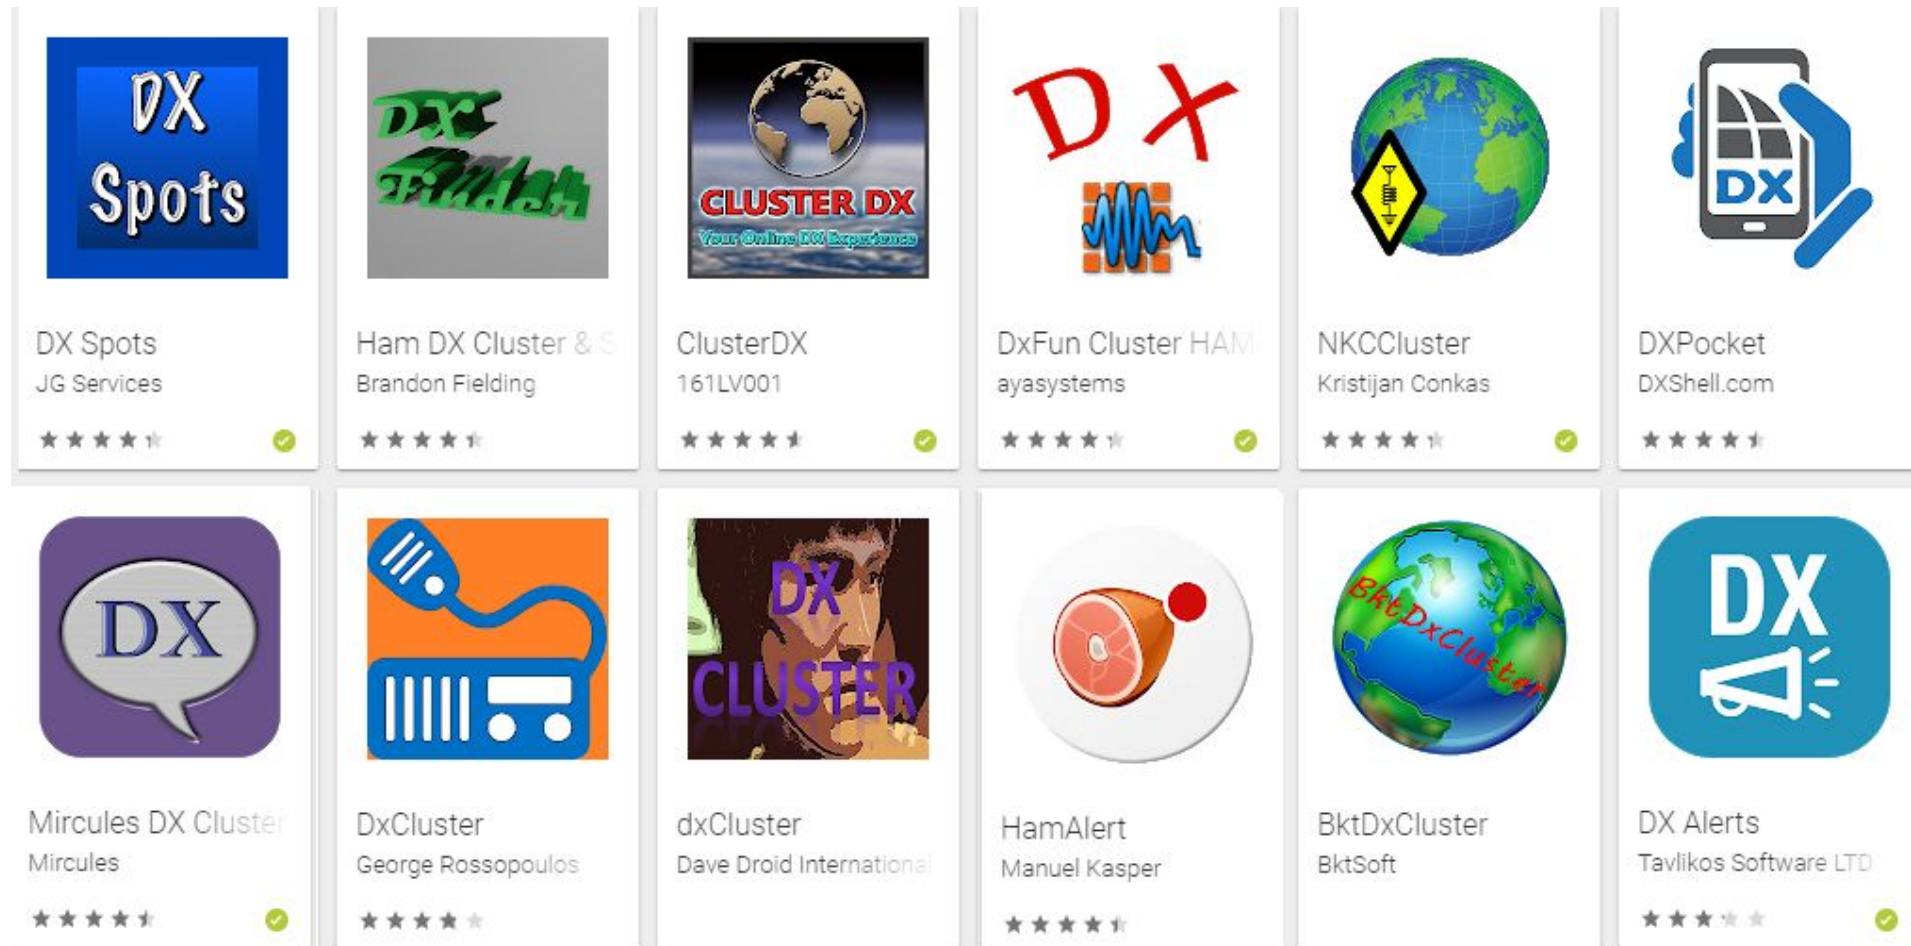 DX
Spots
DX Spots
JG Services
DX
Finder
Ham DX Cluster & S
Brandon Fielding
CLUSTER DX
Your Online DX Experience
ClusterDX
161LV001
DX
DxFun Cluster HAM
ayasystems
NKCCluster
Kristijan Conkas
DX
DXPocket
DXShell.com
DX
Mircules DX Cluster
Mircules
DxCluster
George Rossopoulos
DX
CLUSTER
dxCluster
Dave Droid International
HamAlert
Manuel Kasper
BktDxCluster
BktDxCluster
BktSoft
DX
DX Alerts
Tavlikos Software LTD